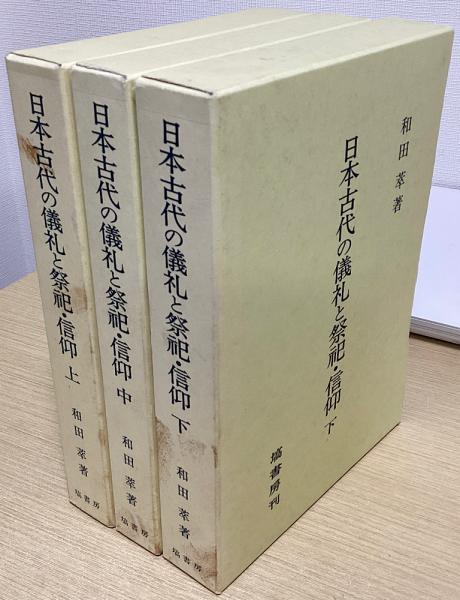 日本古代の儀礼と祭祀・信仰 上
和田萃著
塙書房
日本古代の儀礼と祭祀・信仰 中
和田萃著
塙書房
日本古代の儀礼と祭祀・信仰 下
和田萃著
塙書房
和田萃著
日本古代の儀礼と祭祀・信仰 下
塙書房刊